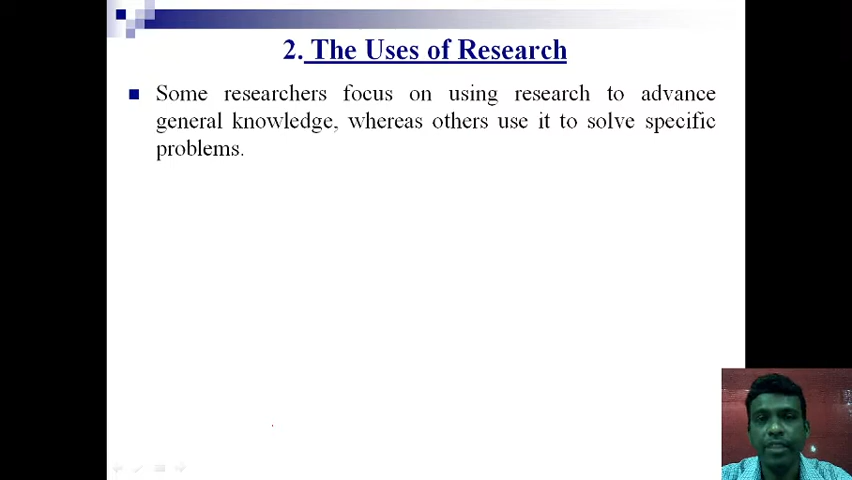 2. The Uses of Research
Some researchers focus on using research to advance
general knowledge, whereas others use it to solve specific
problems.